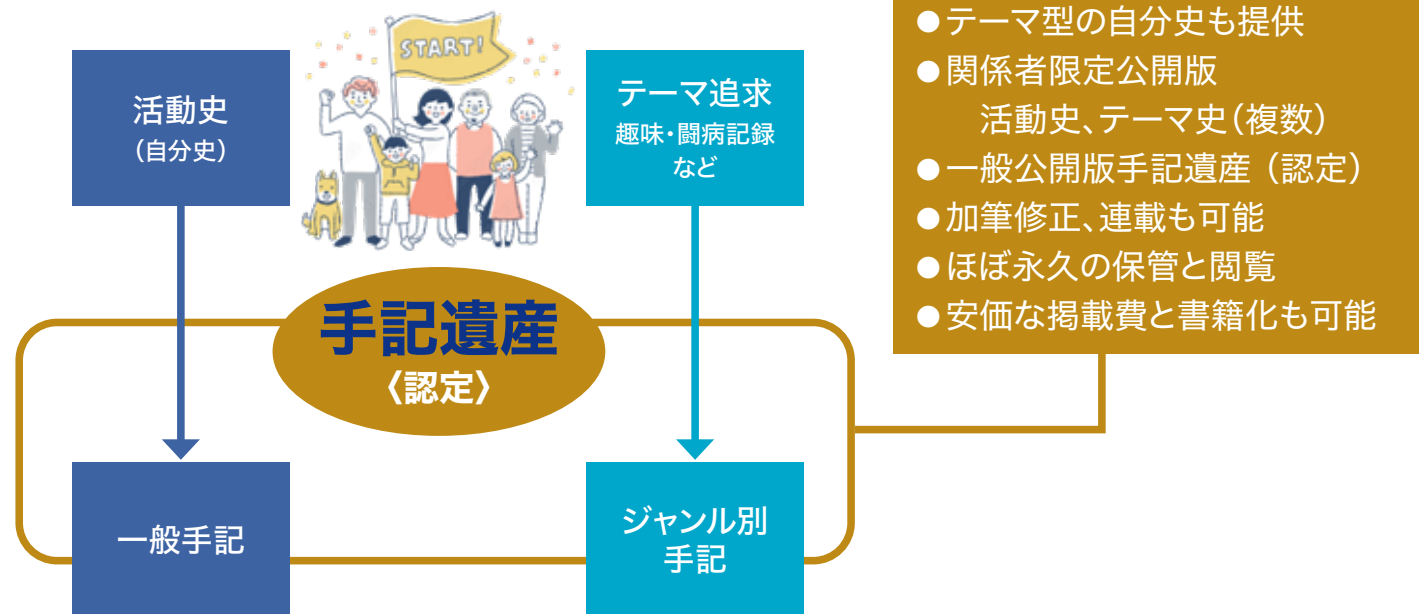 START!
活動史
（自分史）
テーマ追求
趣味・闘病記録
など
手記遺産
〈認定〉
一般手記
ジャンル別
手記
●テーマ型の自分史も提供
●関係者限定公開版
活動史、テーマ史（複数）
●一般公開版手記遺産（認定）
●加筆修正、連載も可能
●ほぼ永久の保管と閲覧
●安価な掲載費と書籍化も可能